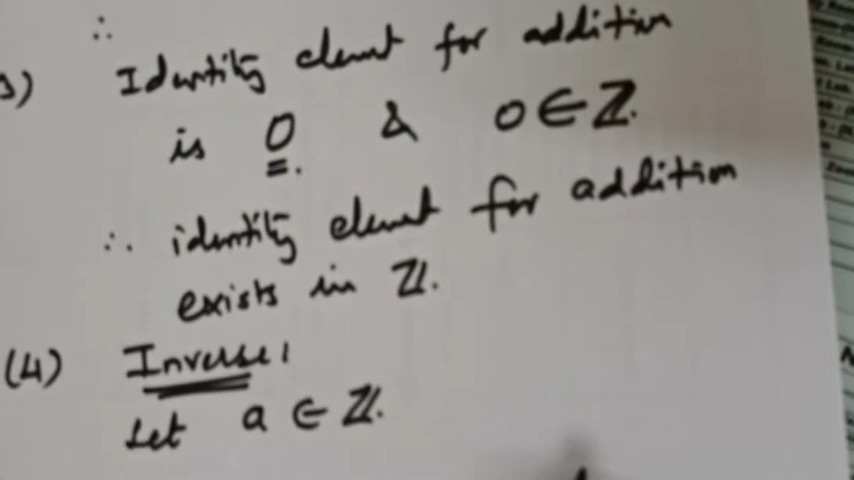 ∴
3) Identity element for addition
is 0 & 0 ∈ ℤ.
∴ identity element for addition
exists in ℤ.
(4) Inverse:
Let a ∈ ℤ.